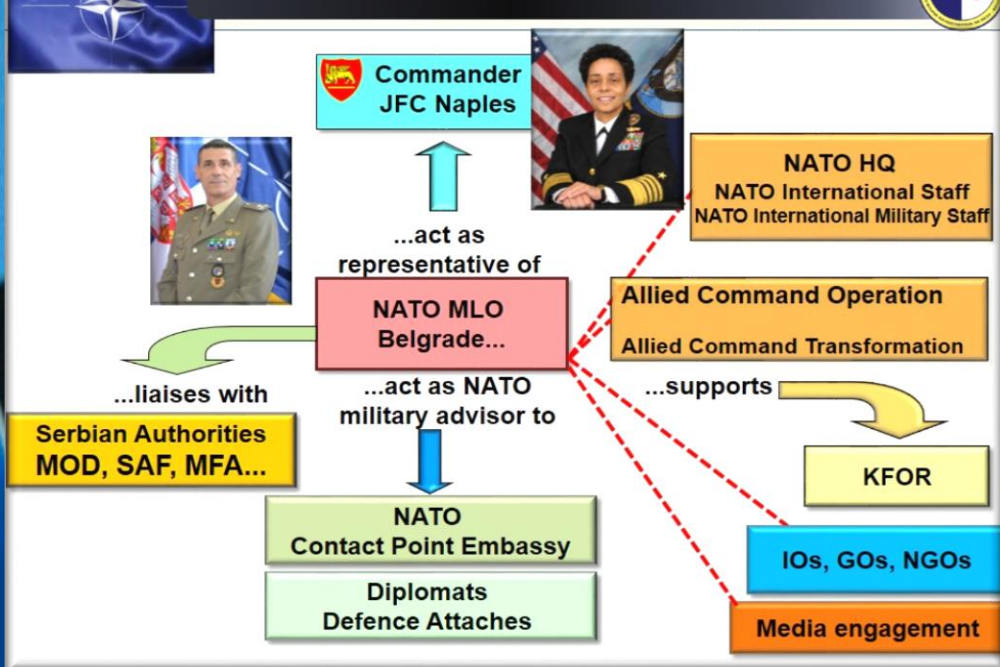 Commander
JFC Naples
NATO HQ
NATO International Staff
NATO International Military Staff
...act as
representative of
NATO MLO
Belgrade...
Allied Command Operation
Allied Command Transformation
...liaises with
...act as NATO
military advisor to
...supports
Serbian Authorities
MOD, SAF, MFA...
KFOR
NATO
Contact Point Embassy
IOs, GOs, NGOs
Diplomats
Defence Attaches
Media engagement